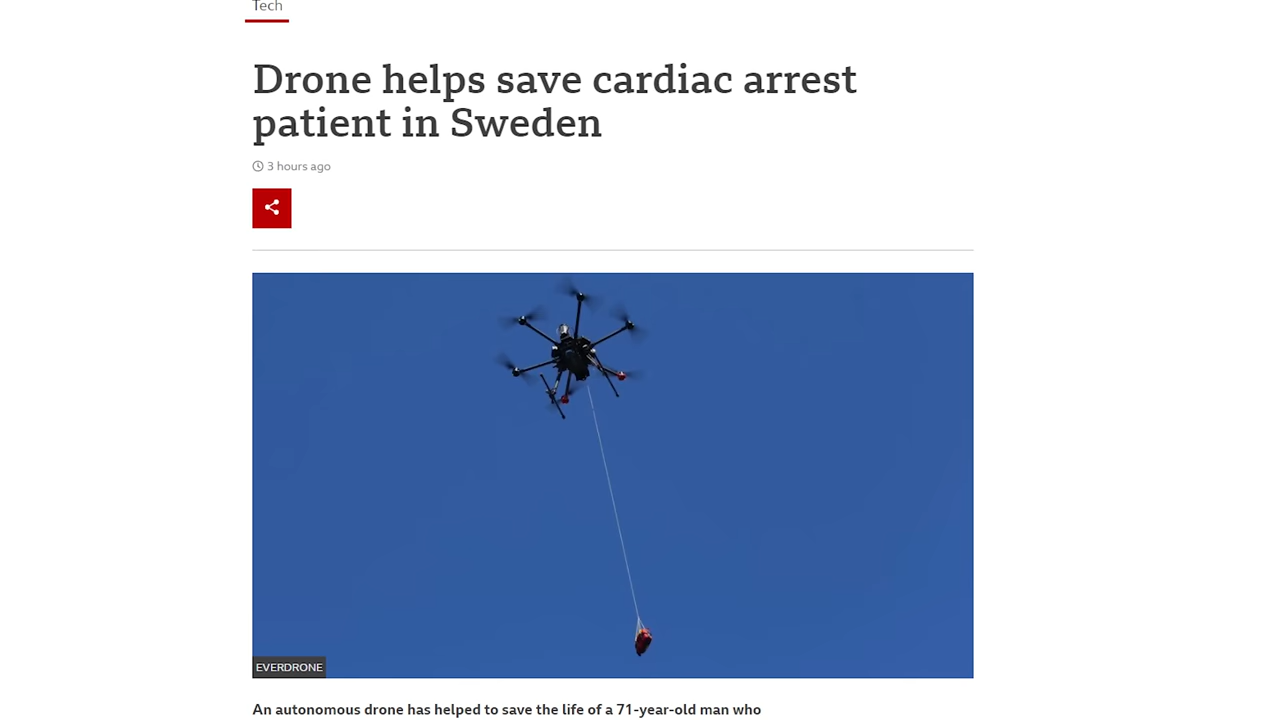 Tech
Drone helps save cardiac arrest
patient in Sweden
3 hours ago
EVERDRONE
An autonomous drone has helped to save the life of a 71-year-old man who